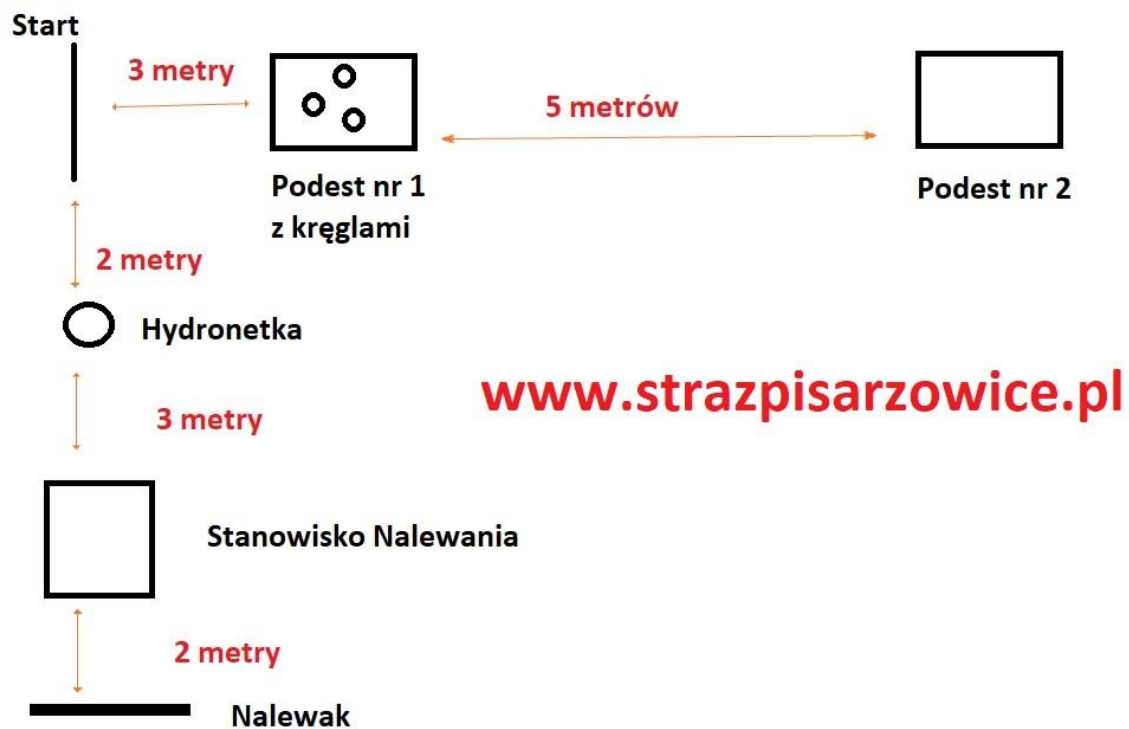 Start
3 metry
5 metrów
Podest nr 1
z kręglami
Podest nr 2
2 metry
Hydronetka
www.strazpisarzowice.pl
3 metry
Stanowisko Nalewania
2 metry
Nalewak